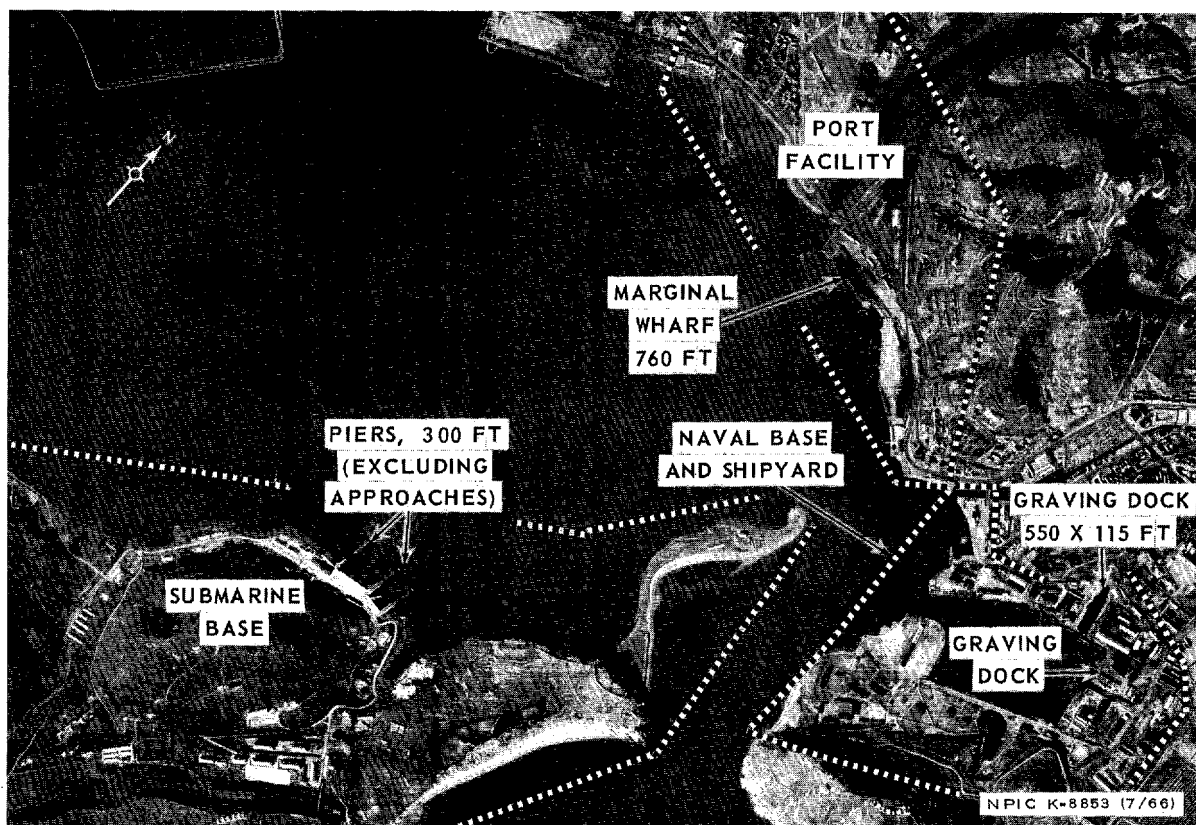 N
PORT
FACILITY
MARGINAL
WHARF
760 FT
PIERS, 300 FT
(EXCLUDING
APPROACHES)
NAVAL BASE
AND SHIPYARD
GRAVING DOCK
550 X 115 FT
SUBMARINE
BASE
GRAVING
DOCK
NPIC K-8853 (7/66)